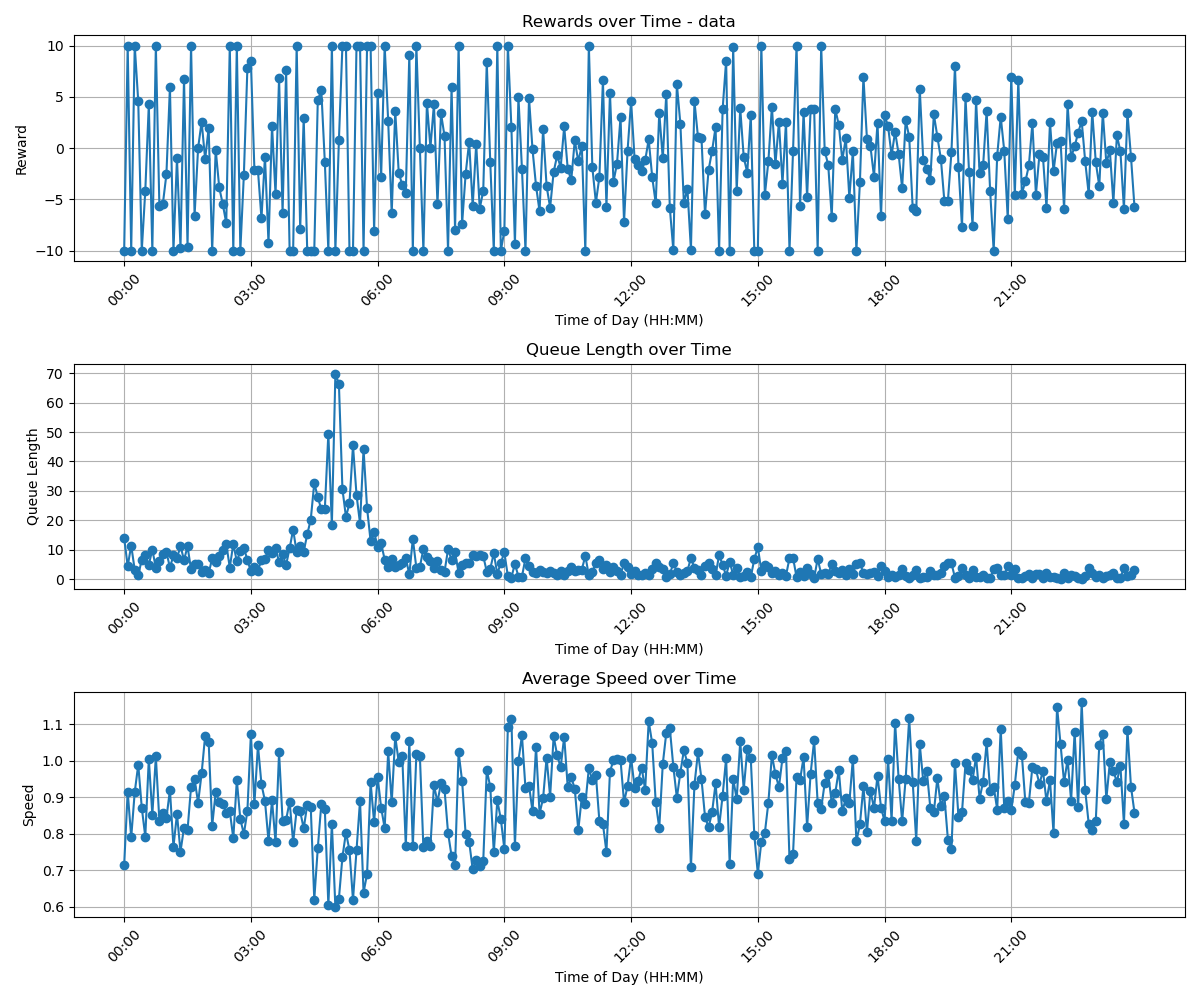 Rewards over Time - data
Reward
10
5
0
−5
−10
00:00 03:00 06:00 09:00 12:00 15:00 18:00 21:00
Time of Day (HH:MM)
Queue Length over Time
Queue Length
70
60
50
40
30
20
10
0
00:00 03:00 06:00 09:00 12:00 15:00 18:00 21:00
Time of Day (HH:MM)
Average Speed over Time
Speed
1.1
1.0
0.9
0.8
0.7
0.6
00:00 03:00 06:00 09:00 12:00 15:00 18:00 21:00
Time of Day (HH:MM)